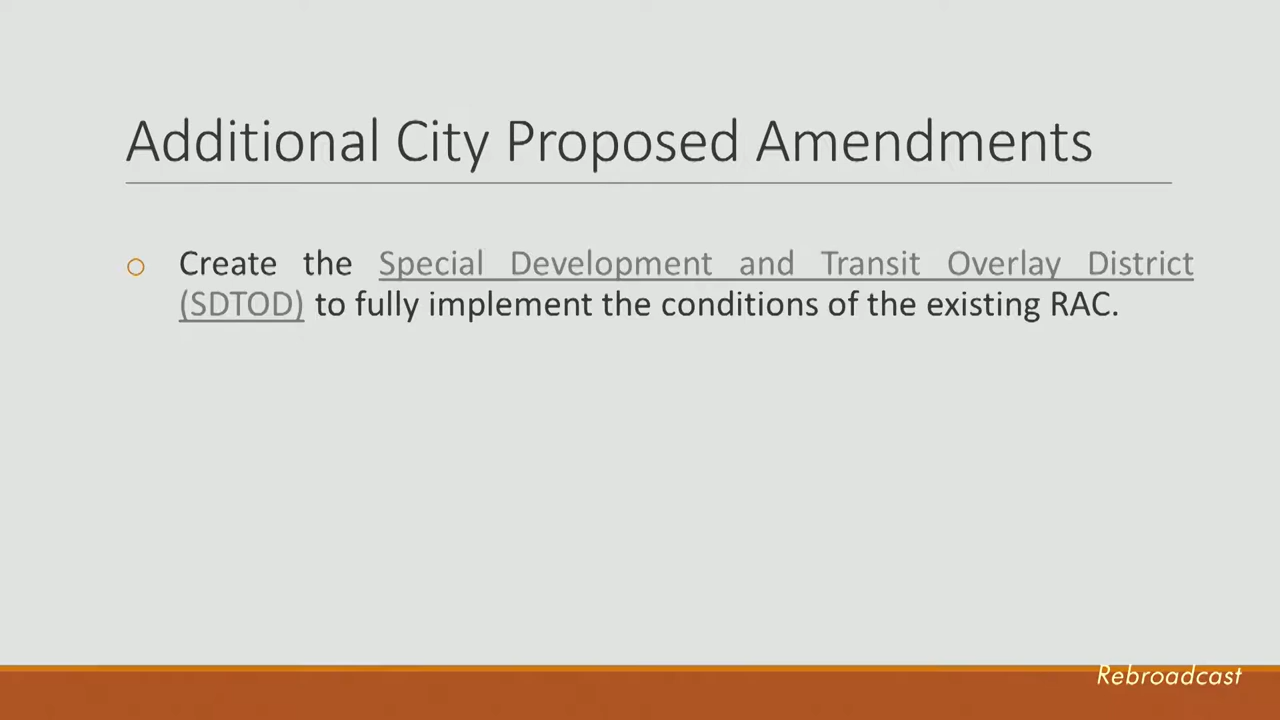 Additional City Proposed Amendments
Create the Special Development and Transit Overlay District
(SDTOD) to fully implement the conditions of the existing RAC.
Rebroadcast